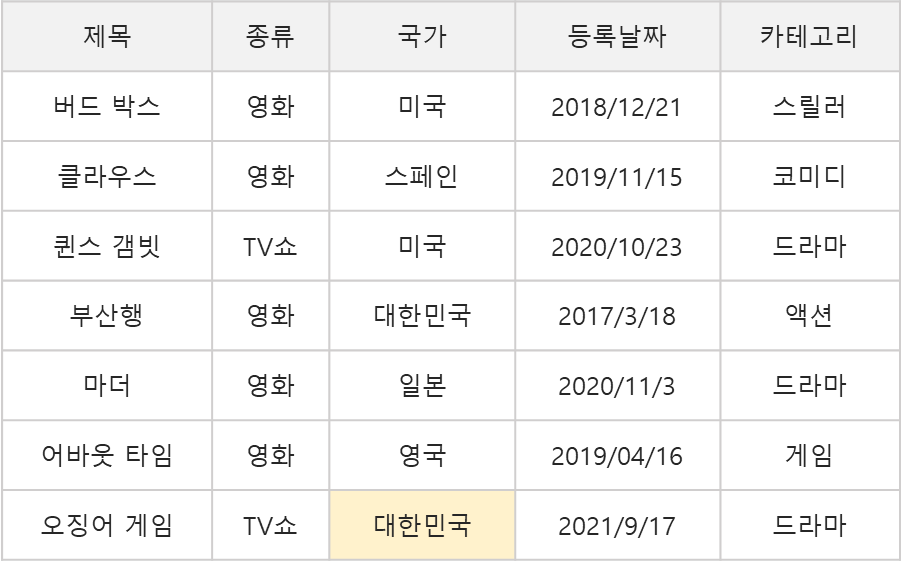 제목 종류 국가 등록날짜 카테고리
버드 박스 영화 미국 2018/12/21 스릴러
클라우스 영화 스페인 2019/11/15 코미디
퀸스 갬빗 TV쇼 미국 2020/10/23 드라마
부산행 영화 대한민국 2017/3/18 액션
마더 영화 일본 2020/11/3 드라마
어바웃 타임 영화 영국 2019/04/16 게임
오징어 게임 TV쇼 대한민국 2021/9/17 드라마